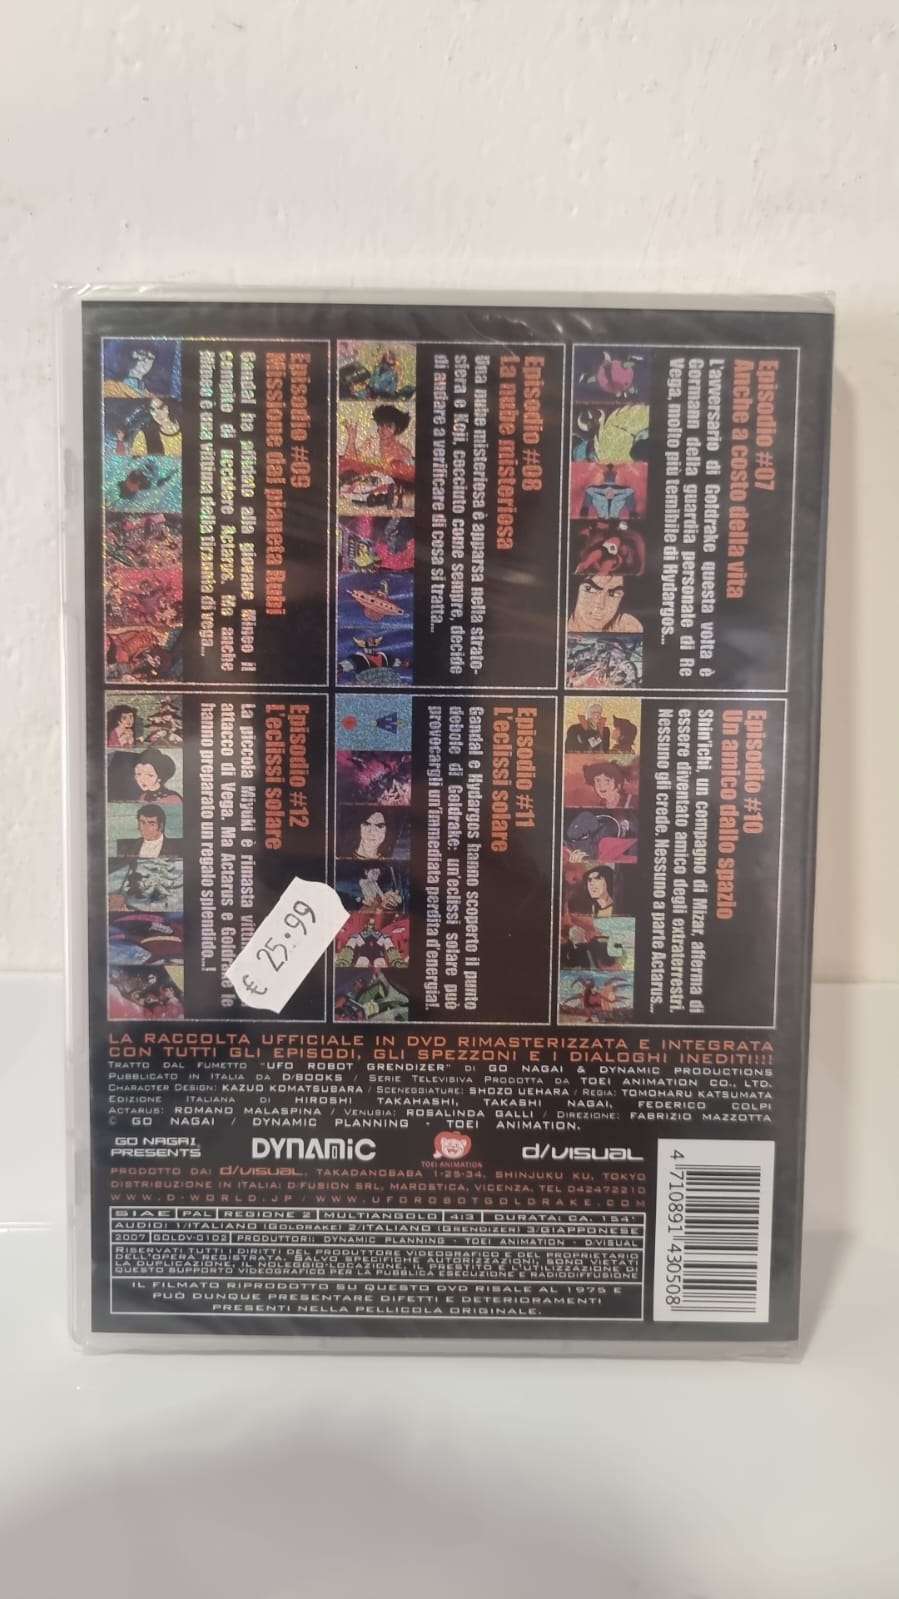 Episodio #07
Anche a costo della vita
L'avversario di Goldrake questa volta è
Germann della guardia personale di Re
Vega, molto più temibile di Hydargos...
Episodio #08
La nube misteriosa
Una nube misteriosa è apparsa nella strato-
sfera e Koji, cocciuto come sempre, decide
di andare a verificare di cosa si tratta...
Episodio #09
Missione dal pianeta Rubi
Gandal ha affidato alla giovane Rineo il
compito di uccidere Actarus. Ma anche
Rineo è una vittima della tirannia di Vega...
Episodio #10
Un amico dallo spazio
Shin'ichi, un compagno di Mizar, afferma di
essere diventato amico degli extraterrestri.
Nessuno gli crede. Nessuno a parte Actarus...
Episodio #11
L'eclissi solare
Gandal e Hydargos hanno scoperto il punto
debole di Goldrake: un'eclissi solare può
provocargli un'immediata perdita d'energia!
Episodio #12
L'eclissi solare
La piccola Miyuki è rimasta
attacco di Vega. Ma Actarus e le
hanno preparato un regalo splendido...!
€ 25.99
LA RACCOLTA UFFICIALE IN DVD RIMASTERIZZATA E INTEGRATA
CON TUTTI GLI EPISODI, GLI SPEZZONI E I DIALOGHI INEDITI!!!
TRATTO DAL FUMETTO "UFO ROBOT GRENDIZER" DI GO NAGAI & DYNAMIC PRODUCTIONS
PUBBLICATO IN ITALIA DA D/BOOKS / SERIE TELEVISIVA PRODOTTA DA TOEI ANIMATION CO., LTD.
CHARACTER DESIGN: KAZUO KOMATSUBARA / SCENEGGIATURE: SHOZO UEHARA / REGIA: TOMOHARU KATSUMATA
EDIZIONE ITALIANA DI HIROSHI TAKAHASHI, TAKASHI NAGAI, FEDERICO COLPI
ACTARUS: ROMANO MALASPINA / VENUSIA: ROSALINDA GALLI / DIREZIONE: FABRIZIO MAZZOTTA
© GO NAGAI / DYNAMIC PLANNING - TOEI ANIMATION.
GO NAGAI PRESENTS
DYNAMIC
TOEI ANIMATION
d/visual
PRODOTTO DA: d/visual. TAKADANOBABA 1-25-34, SHINJUKU KU, TOKYO
DISTRIBUZIONE IN ITALIA: D/FUSION SRL, MAROSTICA, VICENZA, TEL 042472210
WWW.D-WORLD.JP / WWW.UFOROBOTGOLDRAKE.COM
SIAE PAL REGIONE 2 MULTIANGOLO 4:3 DURATA: CA. 154'
AUDIO: 1/ITALIANO (GOLDRAKE) 2/ITALIANO (GRENDIZER) 3/GIAPPONESE
2007 GOLDV-0102 PRODUTTORI: DYNAMIC PLANNING - TOEI ANIMATION - D/VISUAL
RISERVATI TUTTI I DIRITTI DEL PRODUTTORE VIDEOGRAFICO E DEL PROPRIETARIO
DELL'OPERA REGISTRATA. SALVO SPECIFICHE AUTORIZZAZIONI, SONO VIETATI
LA DUPLICAZIONE, IL NOLEGGIO-LOCAZIONE, IL PRESTITO E L'UTILIZZAZIONE DI
QUESTO SUPPORTO VIDEOGRAFICO PER LA PUBBLICA ESECUZIONE E RADIODIFFUSIONE
IL FILMATO RIPRODOTTO SU QUESTO DVD RISALE AL 1975 E
PUÒ DUNQUE PRESENTARE DIFETTI E DETERIORAMENTI
PRESENTI NELLA PELLICOLA ORIGINALE.
4 710891 430508